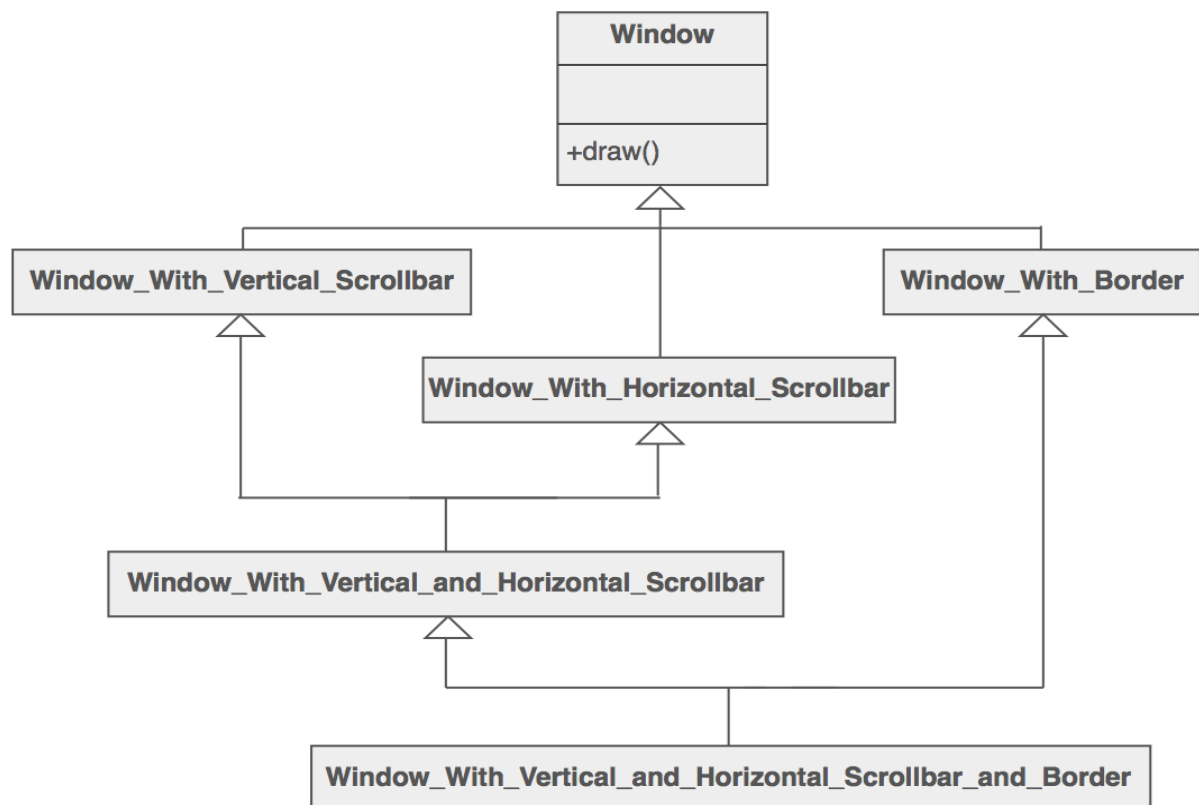 Window
+draw()
Window_With_Vertical_Scrollbar
Window_With_Border
Window_With_Horizontal_Scrollbar
Window_With_Vertical_and_Horizontal_Scrollbar
Window_With_Vertical_and_Horizontal_Scrollbar_and_Border